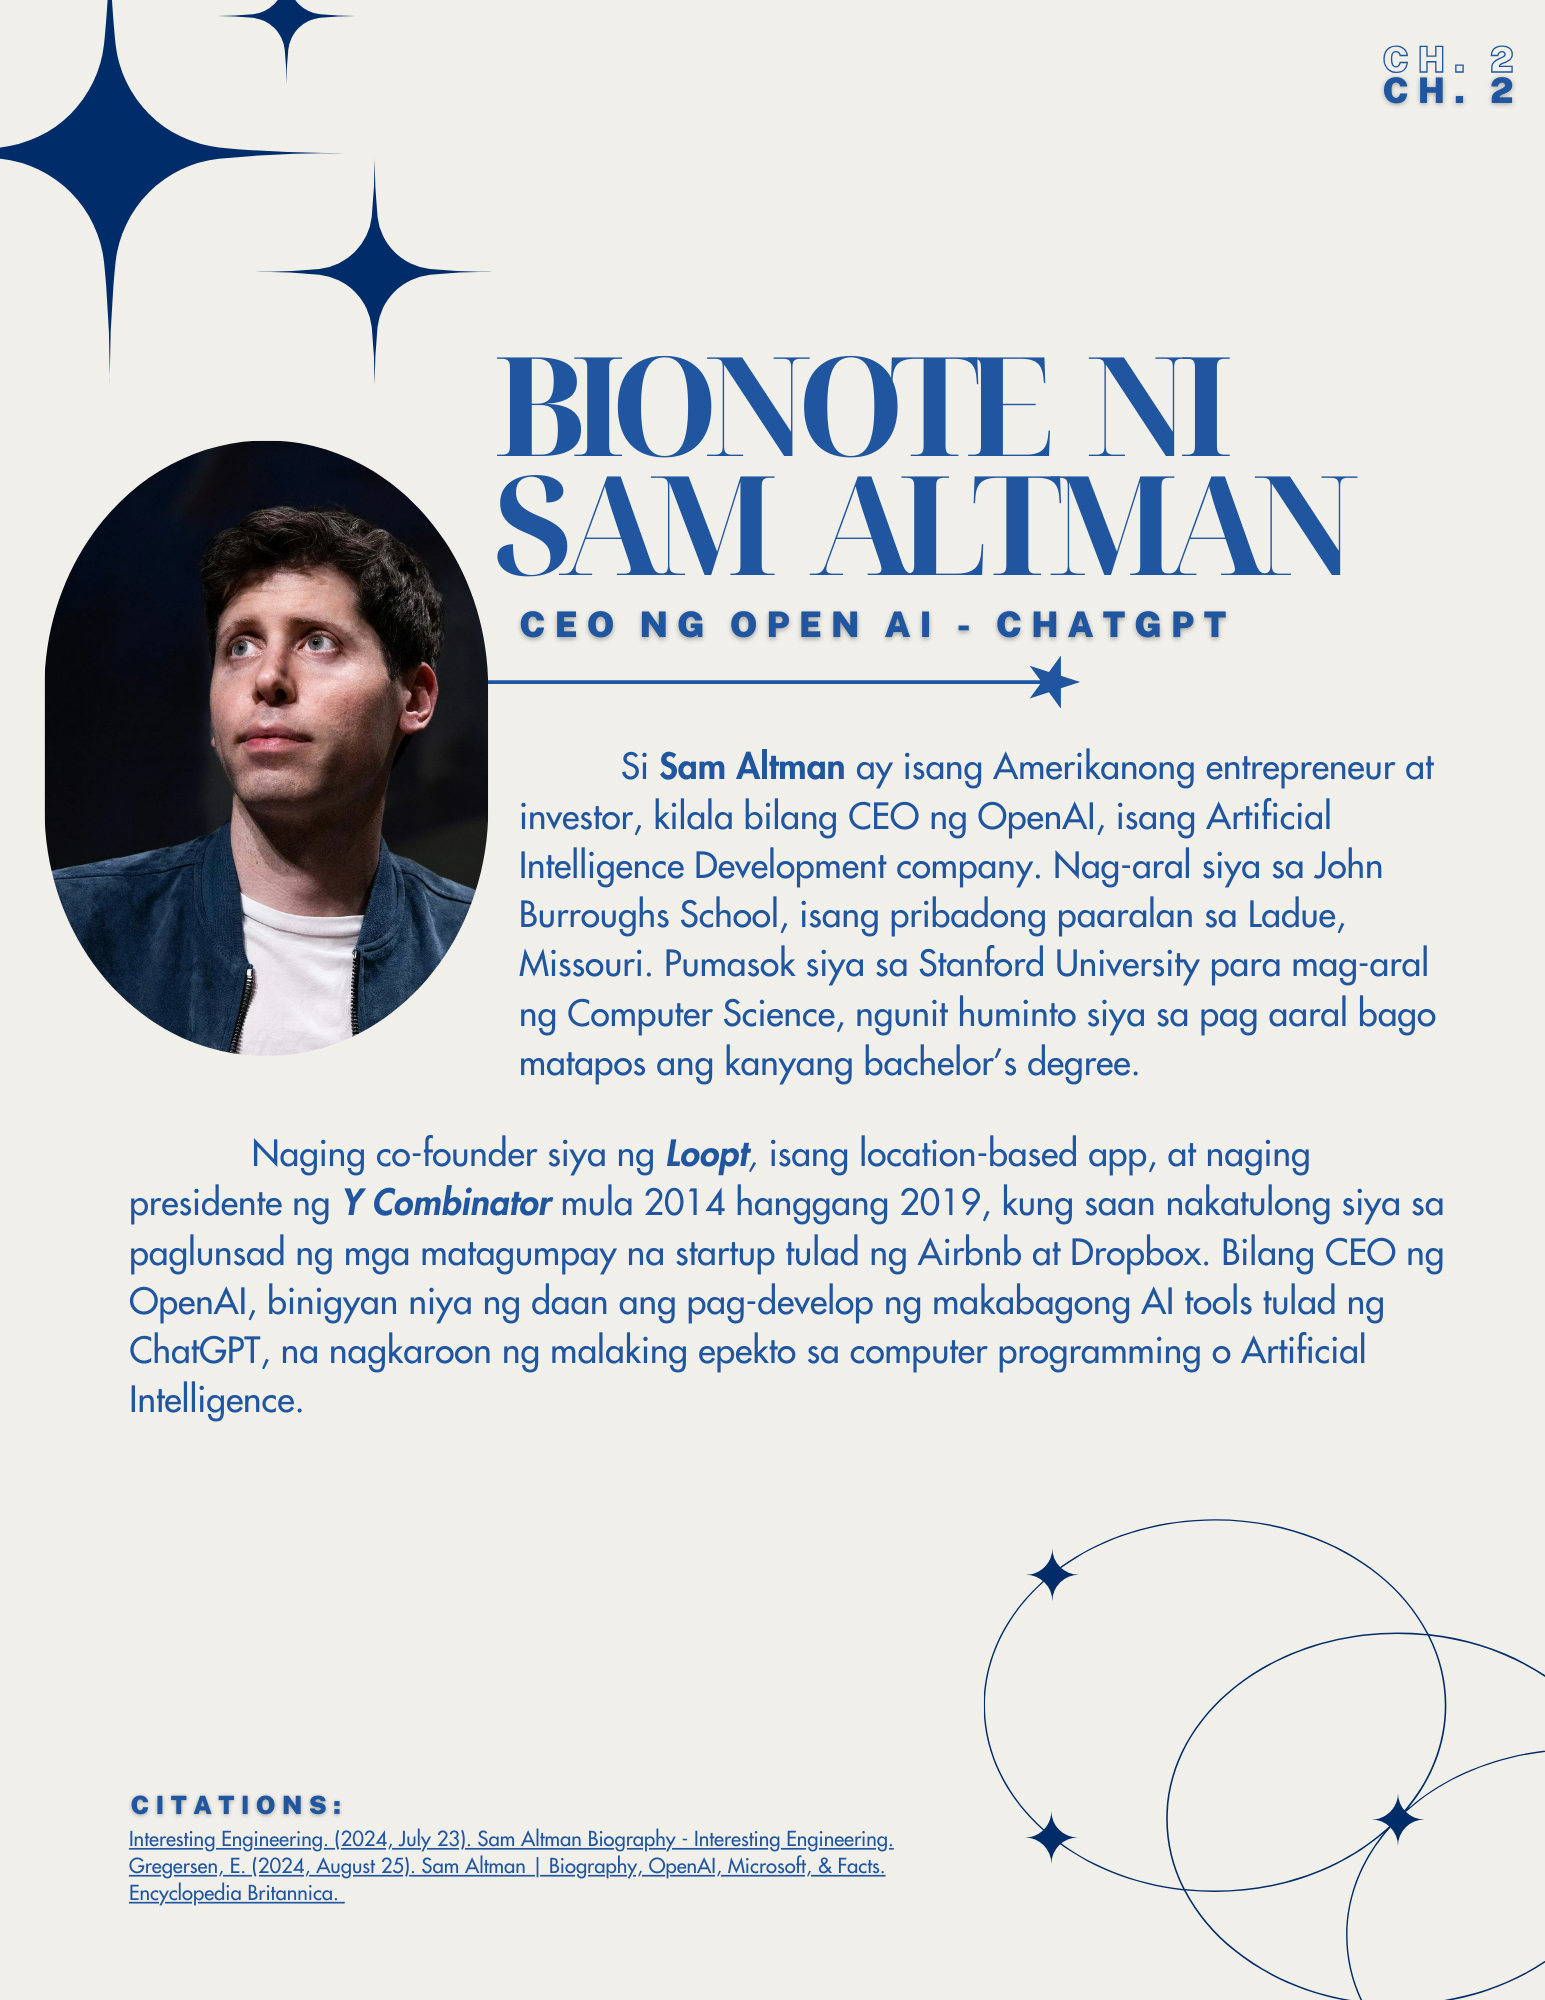 CH. 2
CH. 2
BIONOTE NI
SAM ALTMAN
CEO NG OPEN AI - CHATGPT
Si Sam Altman ay isang Amerikanong entrepreneur at
investor, kilala bilang CEO ng OpenAI, isang Artificial
Intelligence Development company. Nag-aral siya sa John
Burroughs School, isang pribadong paaralan sa Ladue,
Missouri. Pumasok siya sa Stanford University para mag-aral
ng Computer Science, ngunit huminto siya sa pag aaral bago
matapos ang kanyang bachelor’s degree.
Naging co-founder siya ng Loopt, isang location-based app, at naging
presidente ng Y Combinator mula 2014 hanggang 2019, kung saan nakatulong siya sa
paglunsad ng mga matagumpay na startup tulad ng Airbnb at Dropbox. Bilang CEO ng
OpenAI, binigyan niya ng daan ang pag-develop ng makabagong AI tools tulad ng
ChatGPT, na nagkaroon ng malaking epekto sa computer programming o Artificial
Intelligence.
CITATIONS:
Interesting Engineering. (2024, July 23). Sam Altman Biography - Interesting Engineering.
Gregersen, E. (2024, August 25). Sam Altman | Biography, OpenAI, Microsoft, & Facts.
Encyclopedia Britannica.